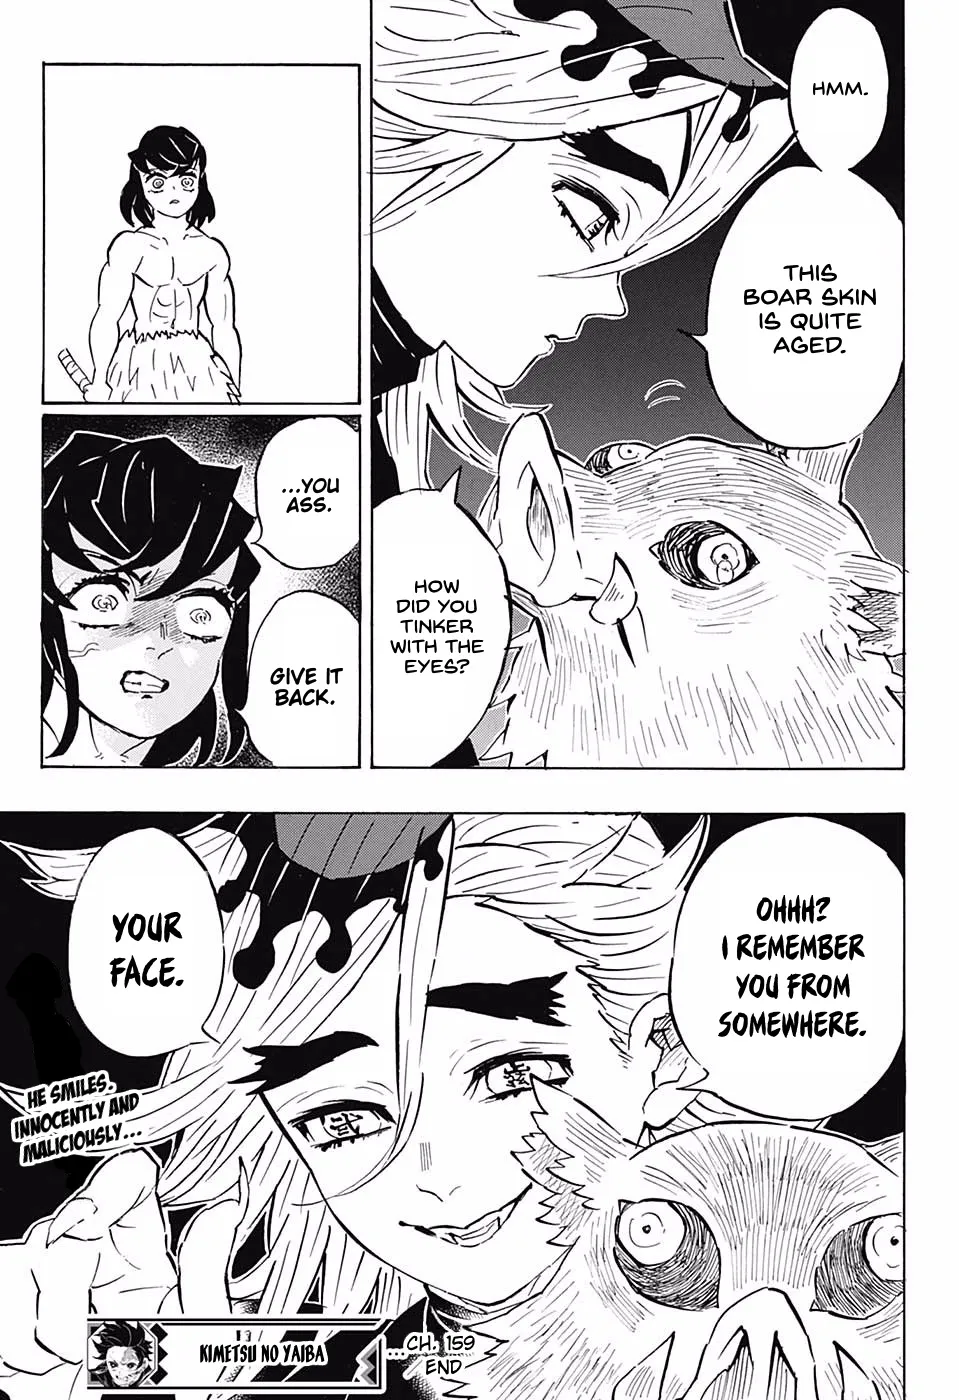 HMM.
THIS
BOAR SKIN
IS QUITE
AGED.
HOW
DID YOU
TINKER
WITH THE
EYES?
...YOU
ASS.
GIVE IT
BACK.
OHHH?
I REMEMBER
YOU FROM
SOMEWHERE.
YOUR
FACE.
HE SMILES,
INNOCENTLY AND
MALICIOUSLY...
弐
KIMETSU NO YAIBA
...CH. 159
END